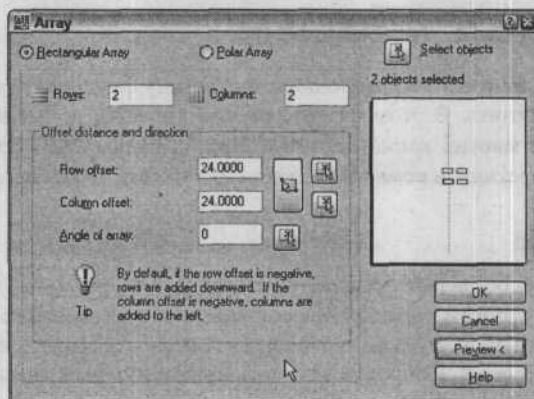 Array
Rectangular Array
Polar Array
Select objects
2 objects selected
Rows: 2
Columns: 2
Offset distance and direction
Row offset: 24.0000
Column offset: 24.0000
Angle of array: 0
Tip
By default, if the row offset is negative,
rows are added downward. If the
column offset is negative, columns are
added to the left.
OK
Cancel
Preview <
Help